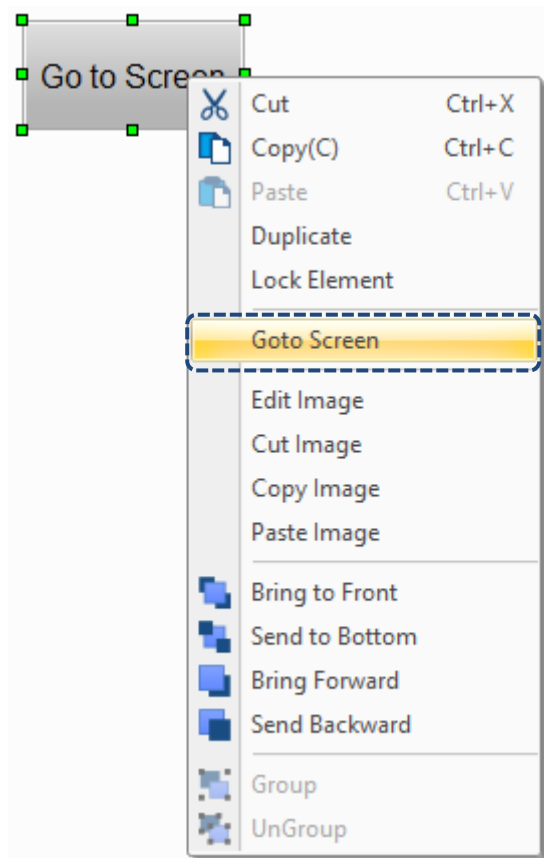 Go to Screen
Cut Ctrl+X
Copy(C) Ctrl+C
Paste Ctrl+V
Duplicate
Lock Element
Goto Screen
Edit Image
Cut Image
Copy Image
Paste Image
Bring to Front
Send to Bottom
Bring Forward
Send Backward
Group
UnGroup